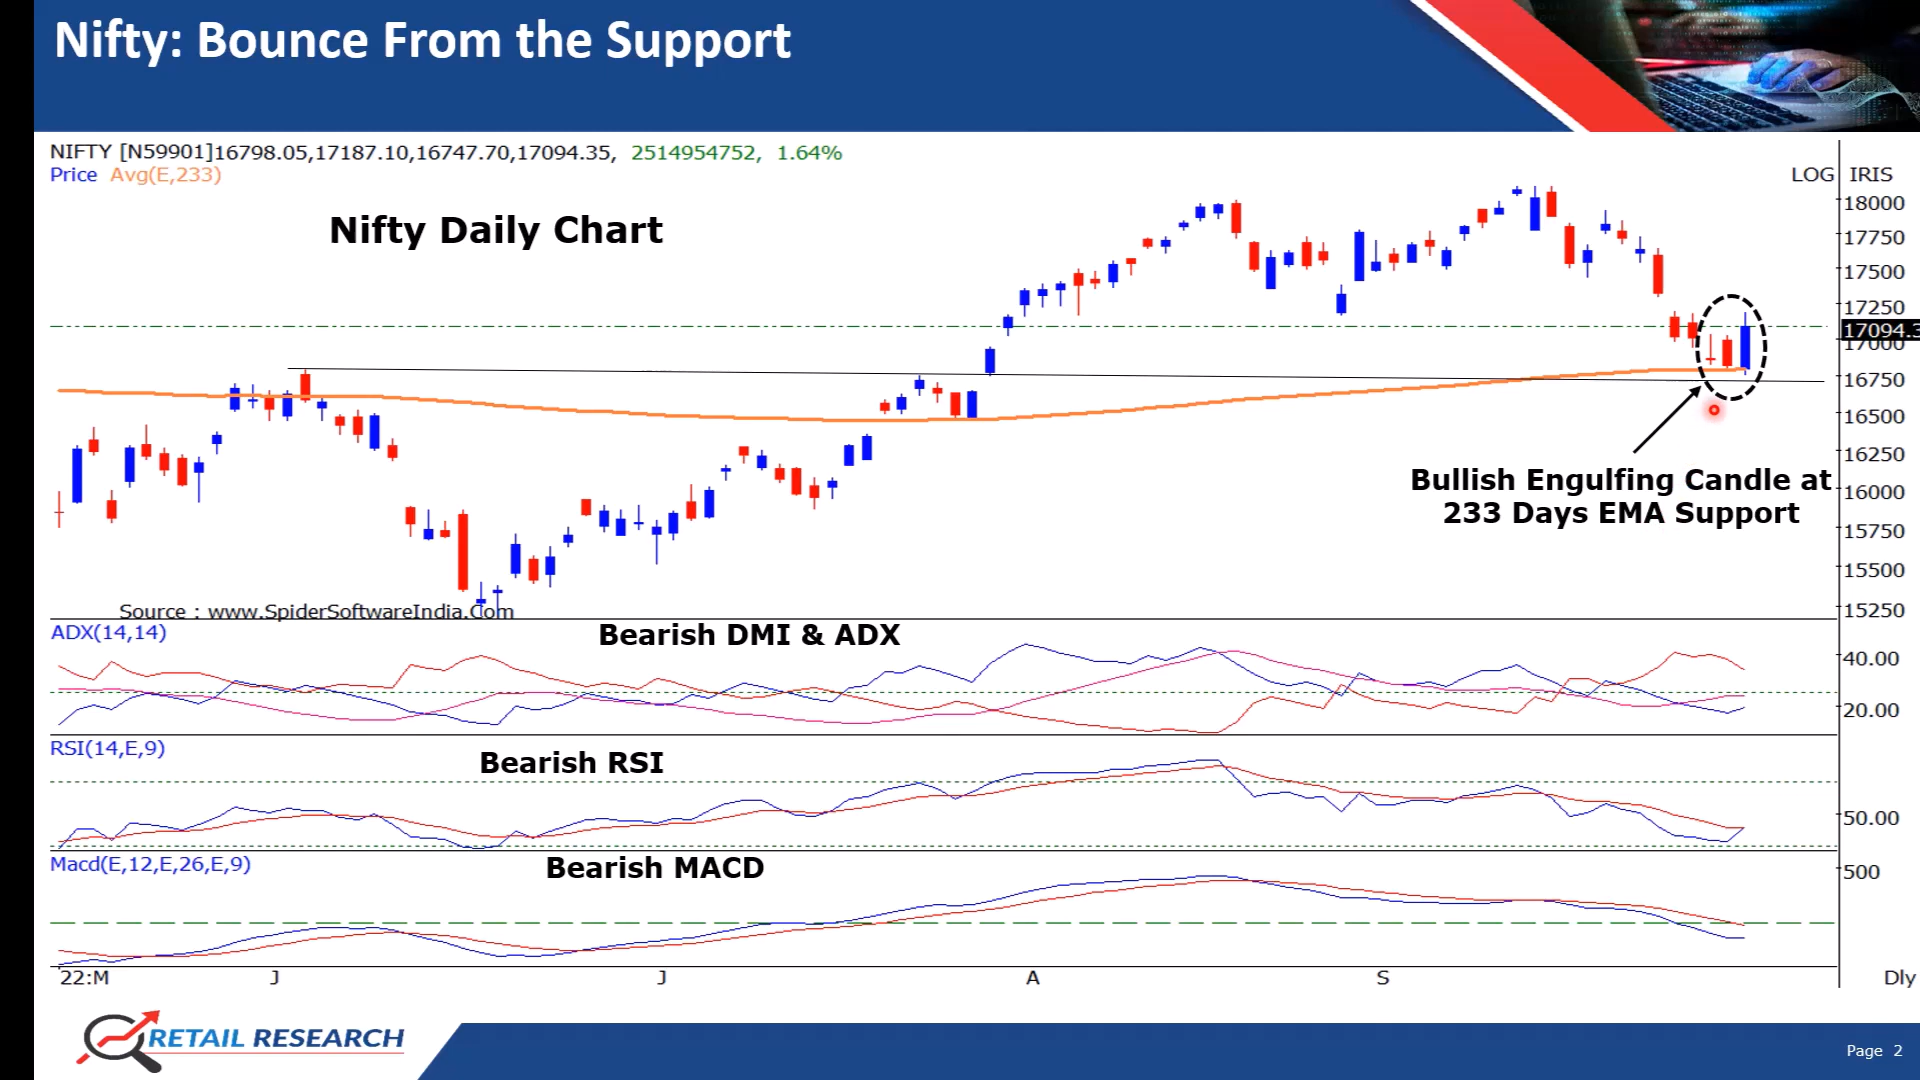 Nifty: Bounce From the Support
NIFTY [N59901]16798.05,17187.10,16747.70,17094.35, 2514954752, 1.64%
Price Avg(E,233)
LOG IRIS
Nifty Daily Chart
18000
17750
17500
17250
17094.3
17000
16750
16500
16250
16000
15750
15500
15250
Bullish Engulfing Candle at
233 Days EMA Support
Source : www.SpiderSoftwareIndia.Com
ADX(14,14)
Bearish DMI & ADX
40.00
20.00
RSI(14,E,9)
Bearish RSI
50.00
Macd(E,12,E,26,E,9)
Bearish MACD
500
22:M J J A S Dly
RETAIL RESEARCH
Page 2